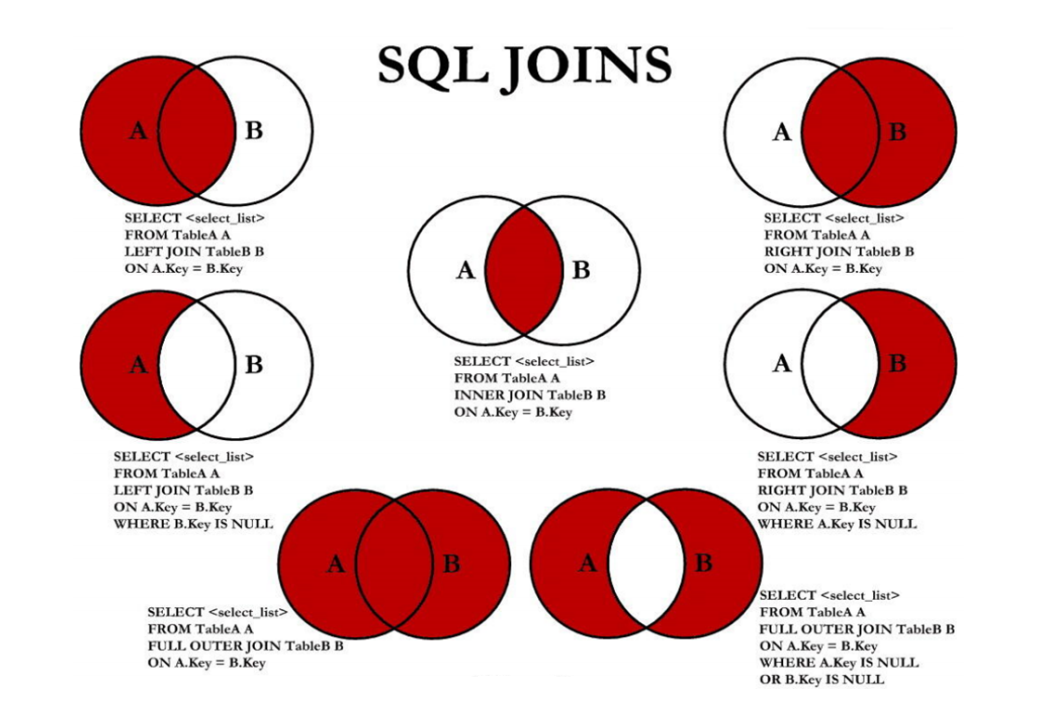 SQL JOINS
A
B
SELECT <select_list>
FROM TableA A
LEFT JOIN TableB B
ON A.Key = B.Key
A
B
SELECT <select_list>
FROM TableA A
RIGHT JOIN TableB B
ON A.Key = B.Key
A
B
SELECT <select_list>
FROM TableA A
INNER JOIN TableB B
ON A.Key = B.Key
A
B
SELECT <select_list>
FROM TableA A
LEFT JOIN TableB B
ON A.Key = B.Key
WHERE B.Key IS NULL
A
B
SELECT <select_list>
FROM TableA A
RIGHT JOIN TableB B
ON A.Key = B.Key
WHERE A.Key IS NULL
A
B
SELECT <select_list>
FROM TableA A
FULL OUTER JOIN TableB B
ON A.Key = B.Key
A
B
SELECT <select_list>
FROM TableA A
FULL OUTER JOIN TableB B
ON A.Key = B.Key
WHERE A.Key IS NULL
OR B.Key IS NULL